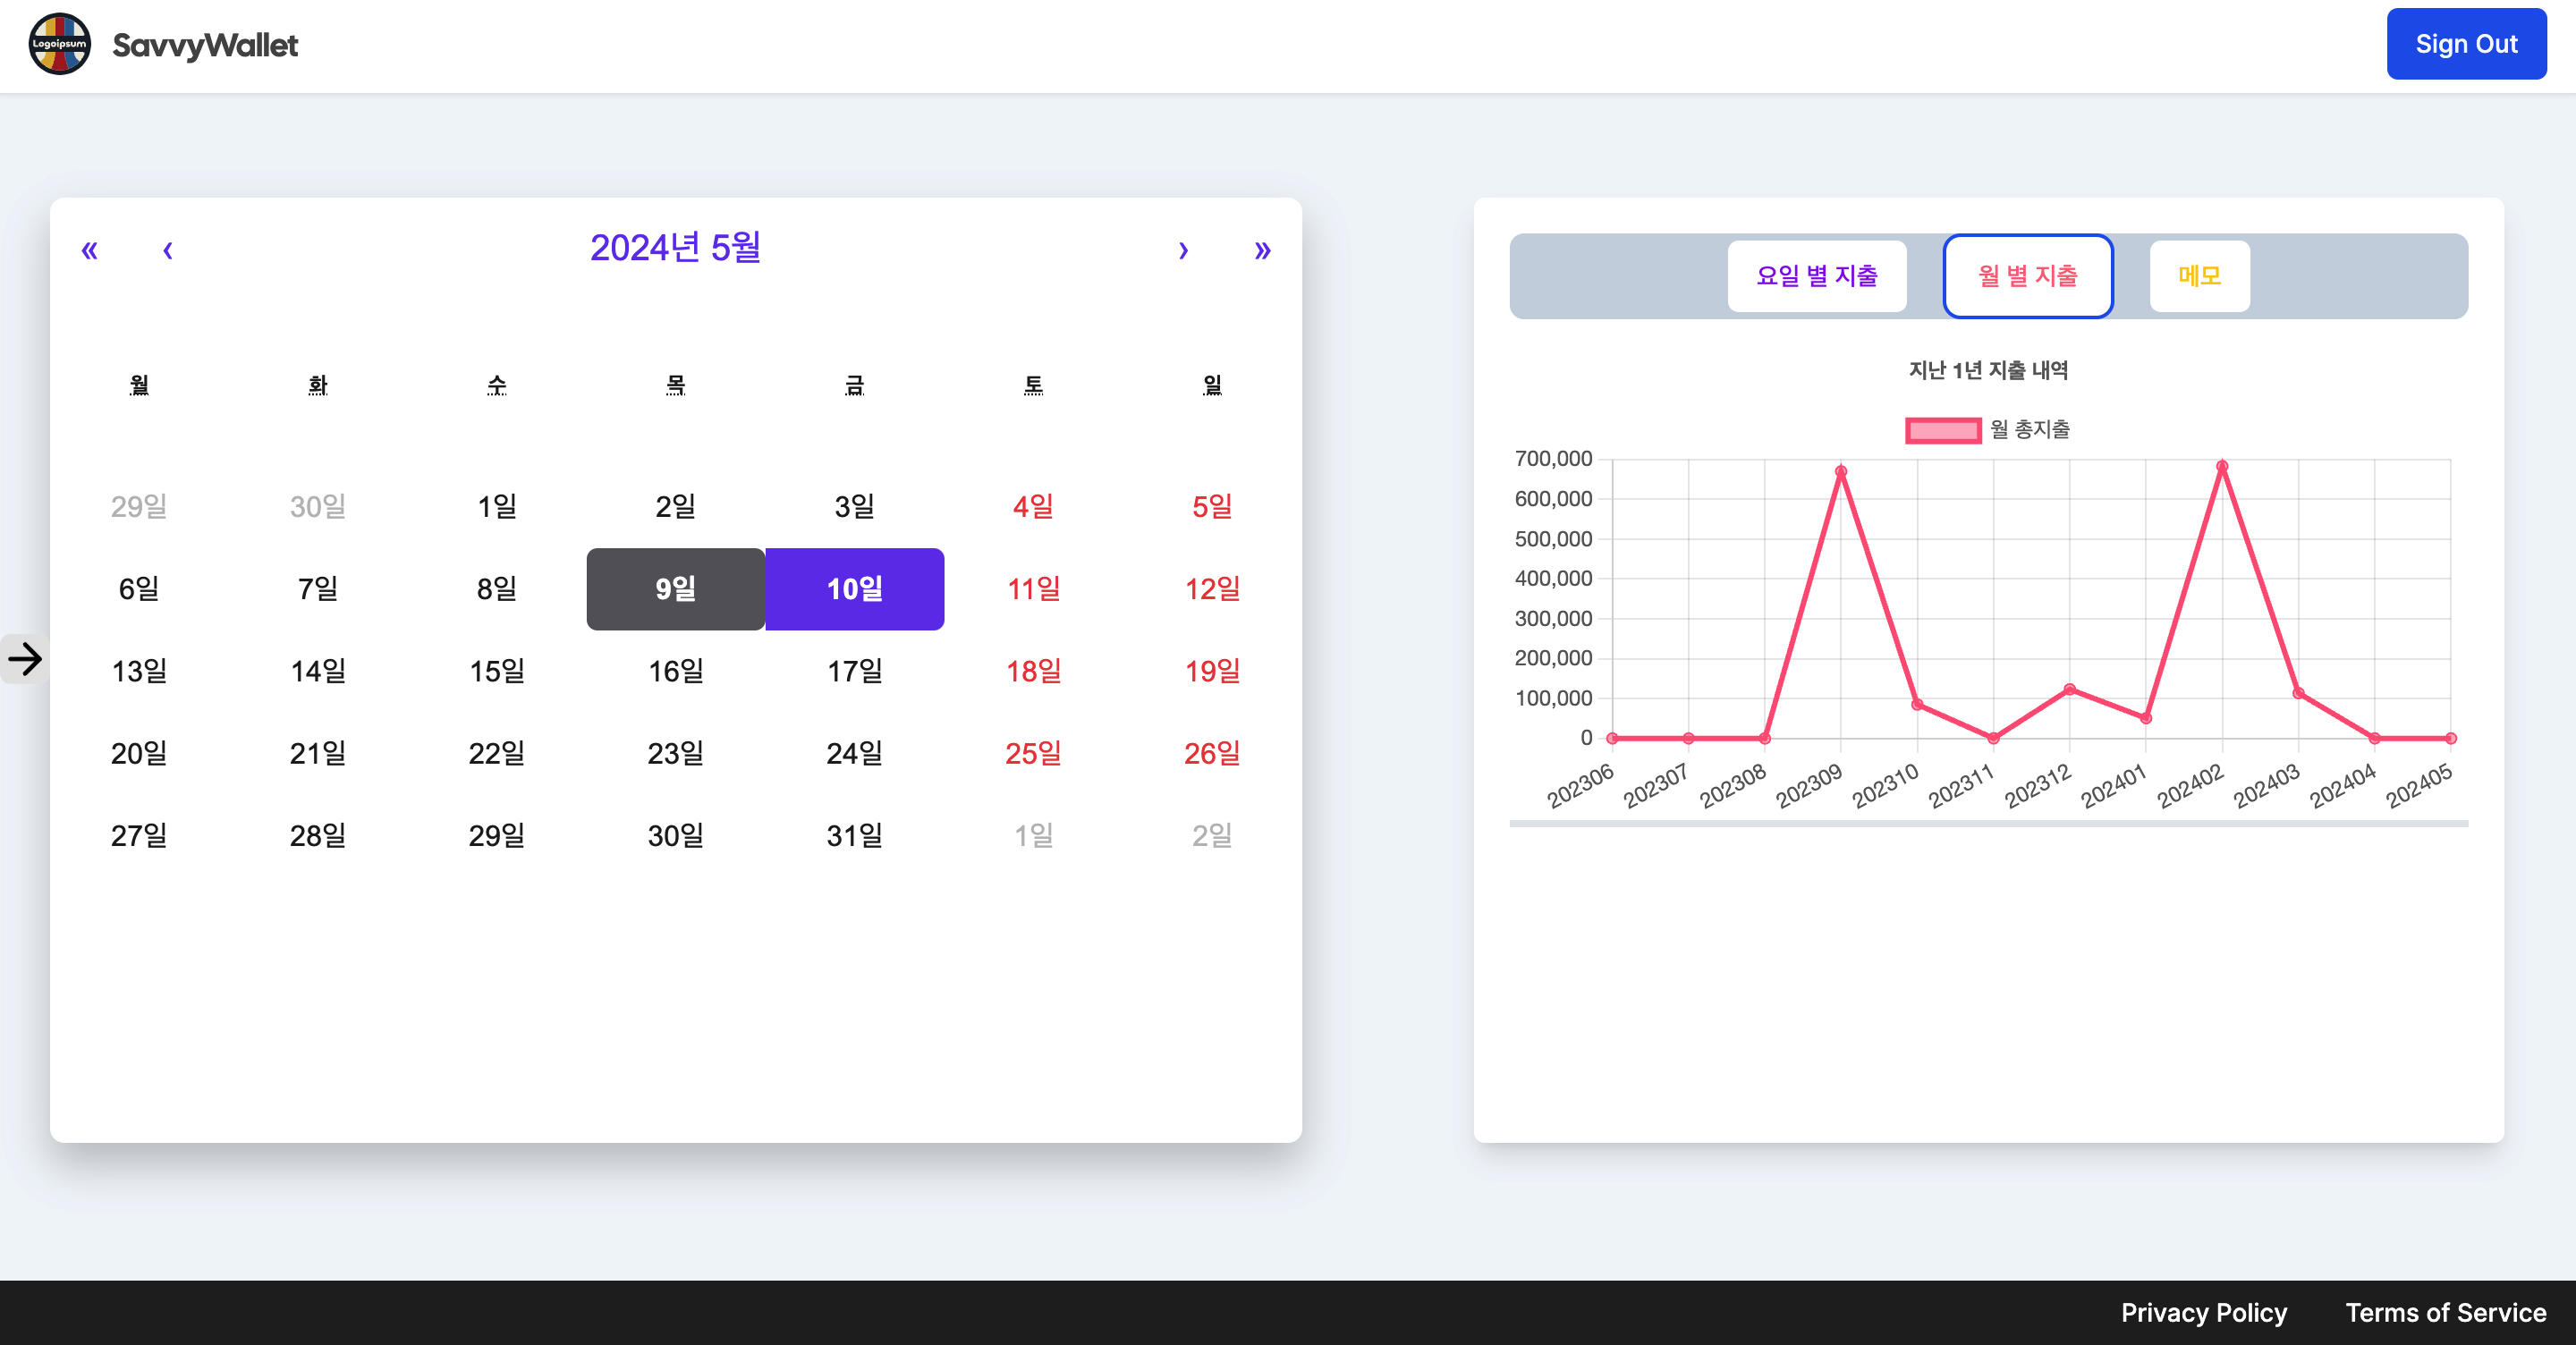 Logoipsum
SavvyWallet
Sign Out
« ‹ 2024년 5월 › »
월 화 수 목 금 토 일
29일 30일 1일 2일 3일 4일 5일
6일 7일 8일 9일 10일 11일 12일
13일 14일 15일 16일 17일 18일 19일
20일 21일 22일 23일 24일 25일 26일
27일 28일 29일 30일 31일 1일 2일
요일 별 지출 월 별 지출 메모
지난 1년 지출 내역
월 총지출
700,000
600,000
500,000
400,000
300,000
200,000
100,000
0
202306 202307 202308 202309 202310 202311 202312 202401 202402 202403 202404 202405
Privacy Policy Terms of Service